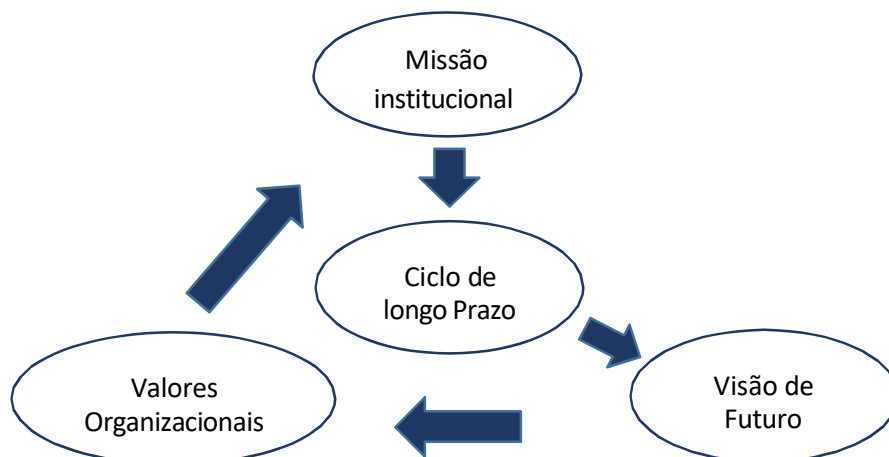 Missão
institucional
Ciclo de
longo Prazo
Valores
Organizacionais
Visão de
Futuro